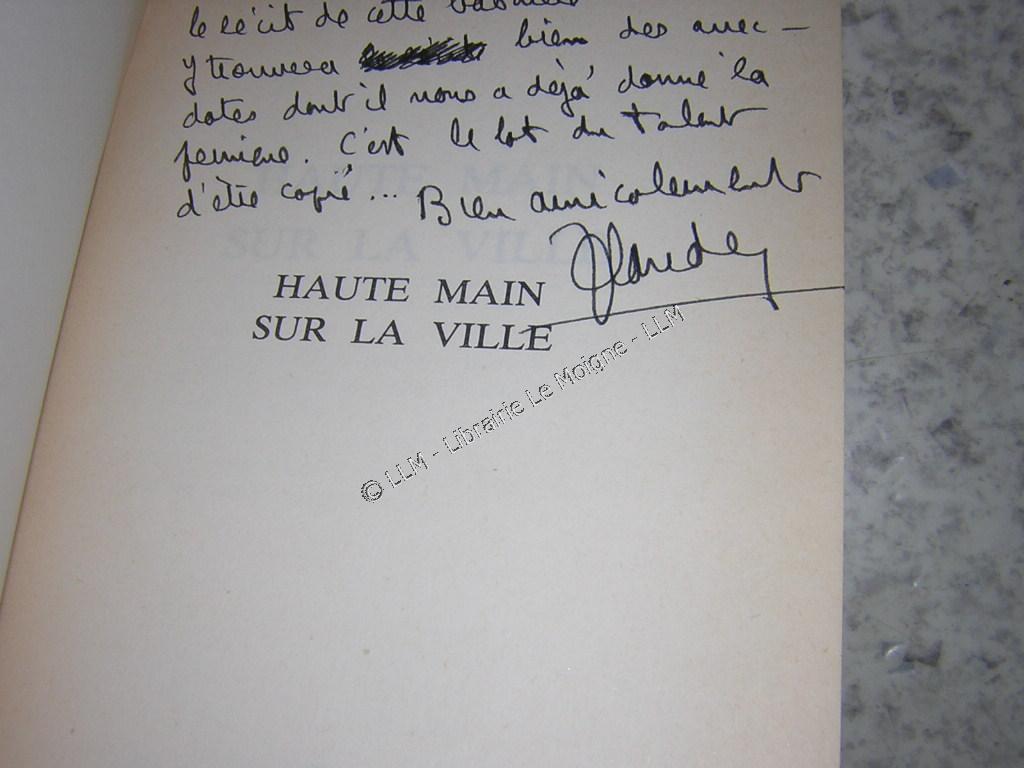 le récit de cette
y trouvera bien des anec-
dotes dont il nous a déjà donné la
C'est le lot du talent
d'être copié... Bien amicalement
HAUTE MAIN
SUR LA VILLE
© LLM - Librairie Le Moigne - LLM